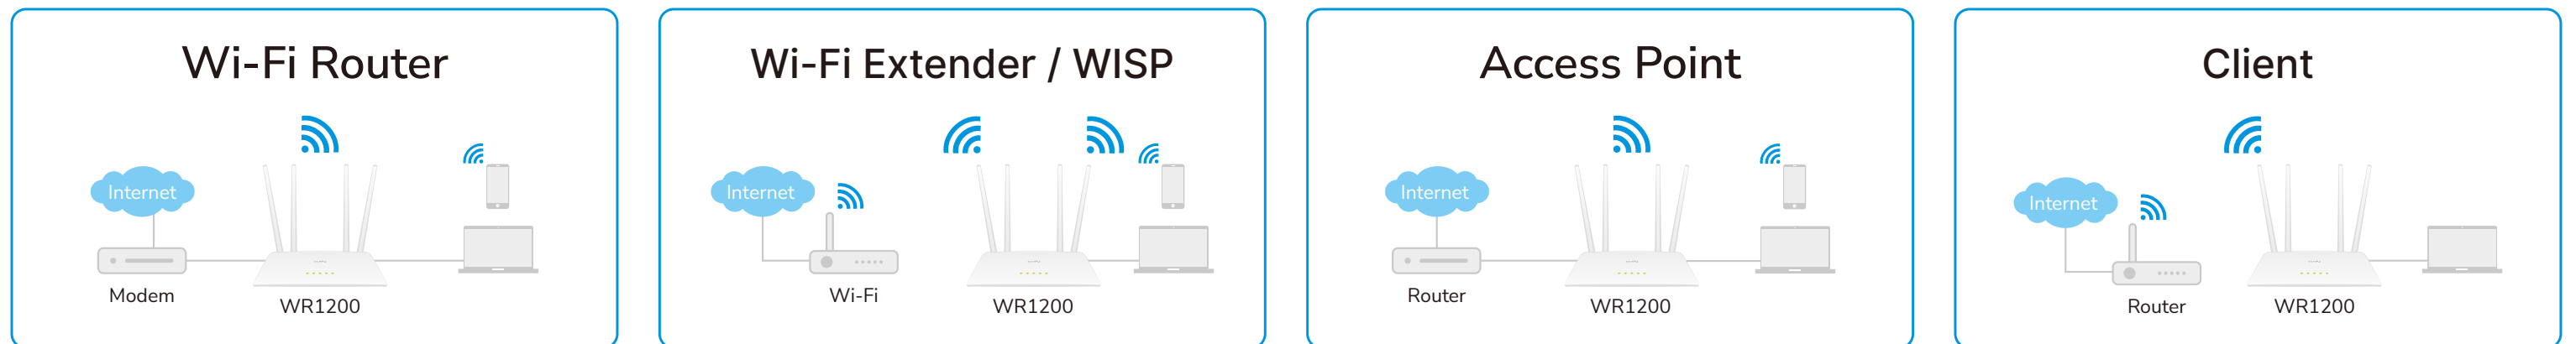 Wi-Fi Router
Internet
Modem
WR1200
Wi-Fi Extender / WISP
Internet
Wi-Fi
WR1200
Access Point
Internet
Router
WR1200
Client
Internet
Router
WR1200